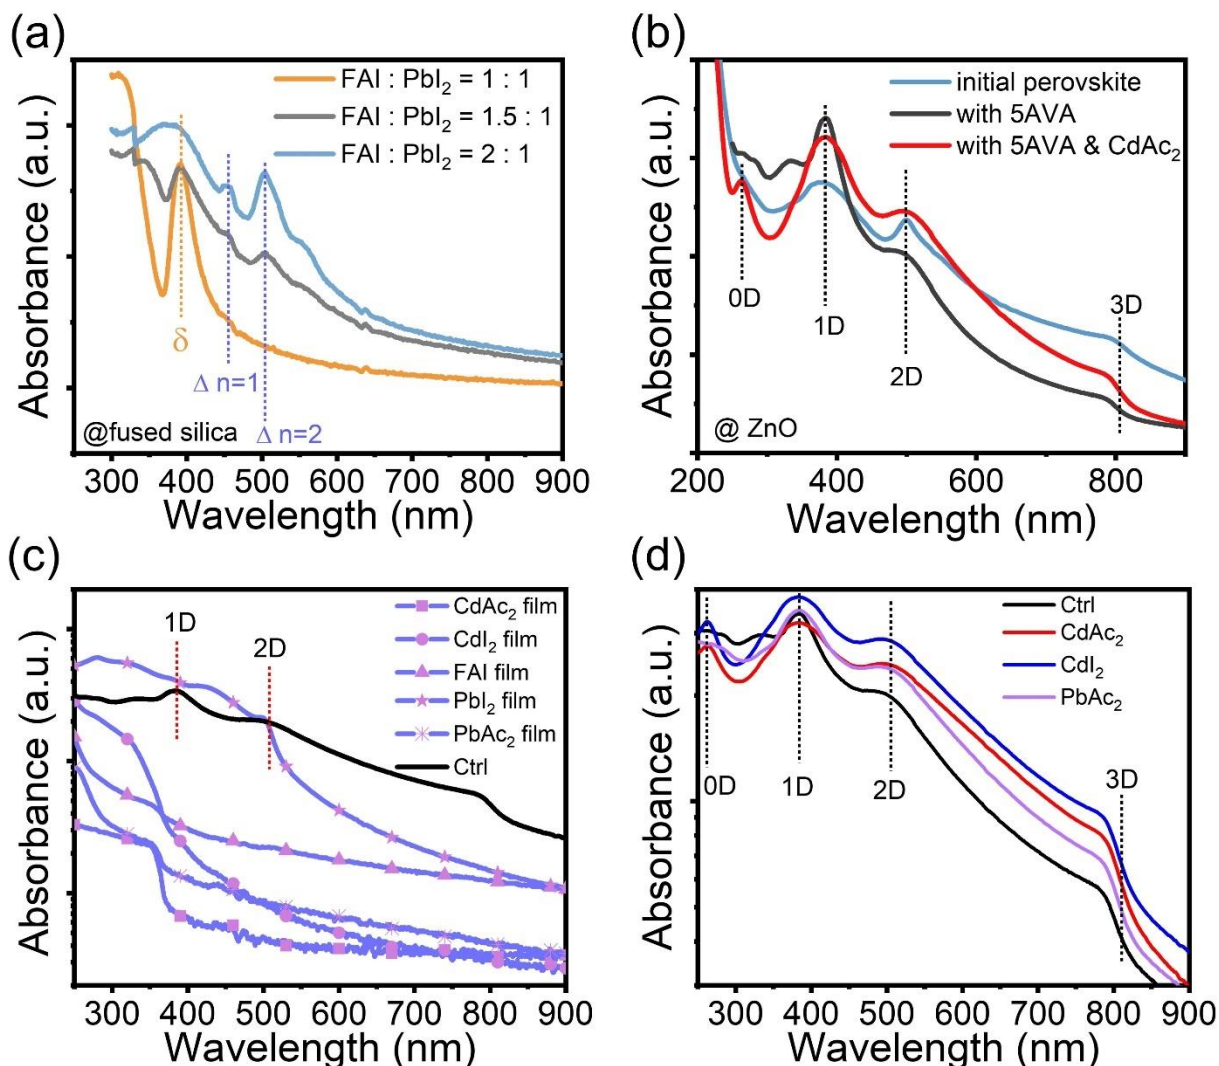 (a)
Absorbance (a.u.)
FAI : PbI₂ = 1 : 1
FAI : PbI₂ = 1.5 : 1
FAI : PbI₂ = 2 : 1
δ
Δ n=1
Δ n=2
@fused silica
300 400 500 600 700 800 900
Wavelength (nm)
(b)
Absorbance (a.u.)
initial perovskite
with 5AVA
with 5AVA & CdAc₂
0D
1D
2D
3D
@ ZnO
200 400 600 800
Wavelength (nm)
(c)
Absorbance (a.u.)
1D
2D
CdAc₂ film
CdI₂ film
FAI film
PbI₂ film
PbAc₂ film
Ctrl
300 400 500 600 700 800 900
Wavelength (nm)
(d)
Absorbance (a.u.)
Ctrl
CdAc₂
CdI₂
PbAc₂
0D
1D
2D
3D
300 400 500 600 700 800 900
Wavelength (nm)